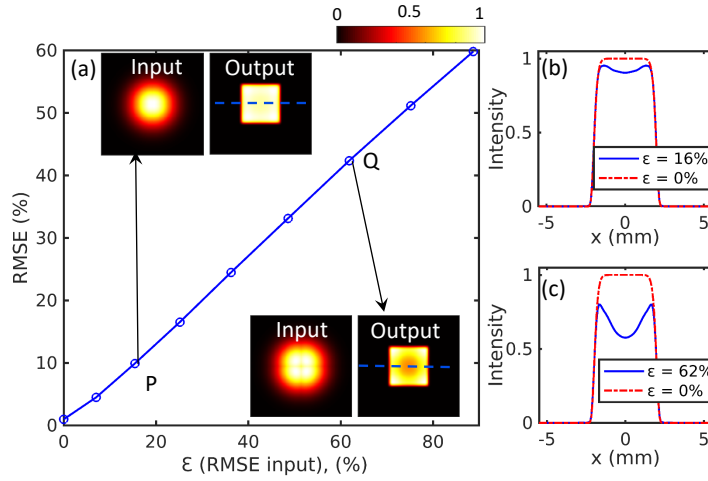 0 0.5 1
(a)
Input Output
Q
P
Input Output
60
50
40
30
20
10
0
RMSE (%)
0 20 40 60 80
Ɛ (RMSE input), (%)
(b)
1
0.5
0
Intensity
ε = 16%
ε = 0%
-5 0 5
x (mm)
(c)
1
0.5
0
Intensity
ε = 62%
ε = 0%
-5 0 5
x (mm)